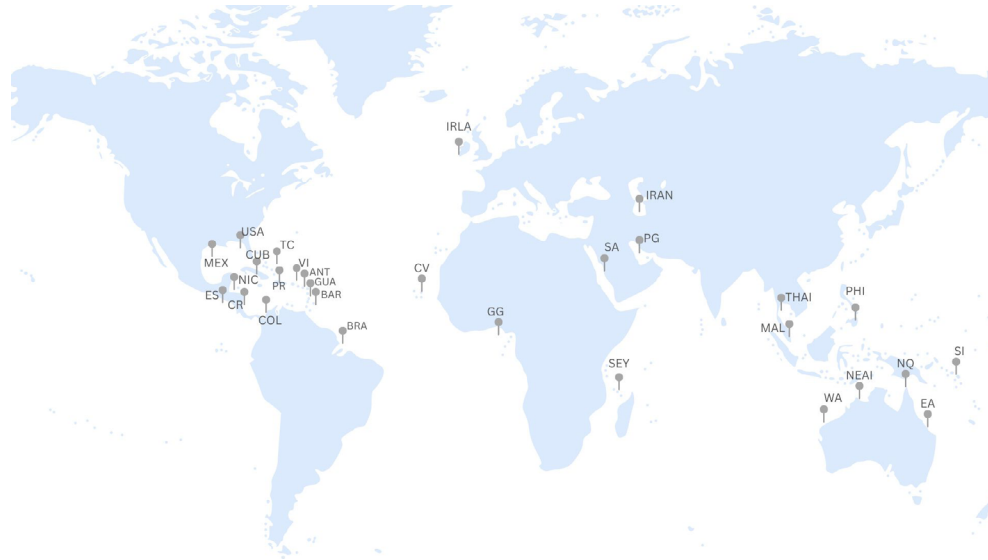 IRLA
IRAN
USA
TC
PG
CUB
SA
MEX
VI
CV
ANT
NIC
PR
GUA
ES
BAR
THAI
PHI
CR
COL
GG
BRA
MAL
SI
SEY
NQ
NEAI
WA
EA